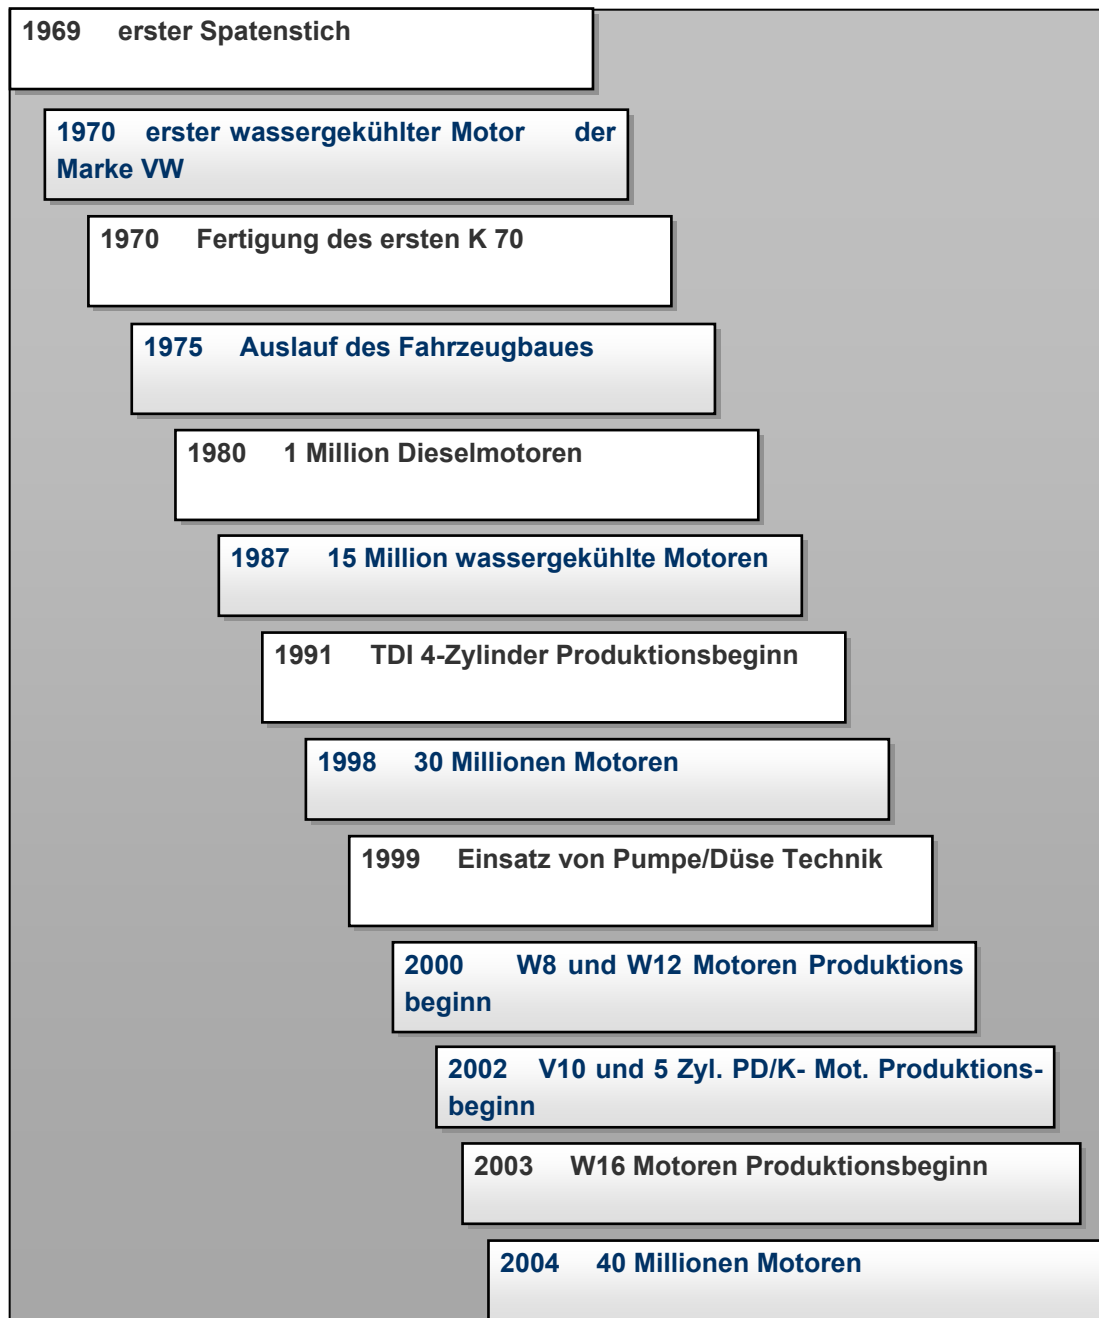 1969 erster Spatenstich
1970 erster wassergekühlter Motor der
Marke VW
1970 Fertigung des ersten K 70
1975 Auslauf des Fahrzeugbaues
1980 1 Million Dieselmotoren
1987 15 Million wassergekühlte Motoren
1991 TDI 4-Zylinder Produktionsbeginn
1998 30 Millionen Motoren
1999 Einsatz von Pumpe/Düse Technik
2000 W8 und W12 Motoren Produktions
beginn
2002 V10 und 5 Zyl. PD/K- Mot. Produktions-
beginn
2003 W16 Motoren Produktionsbeginn
2004 40 Millionen Motoren